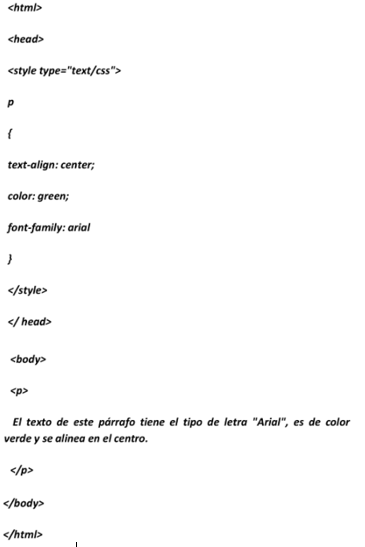 <html>
<head>
<style type="text/css">
p
{
text-align: center;
color: green;
font-family: arial
}
</style>
</ head>
<body>
<p>
El texto de este párrafo tiene el tipo de letra "Arial", es de color
verde y se alinea en el centro.
</p>
</body>
</html>